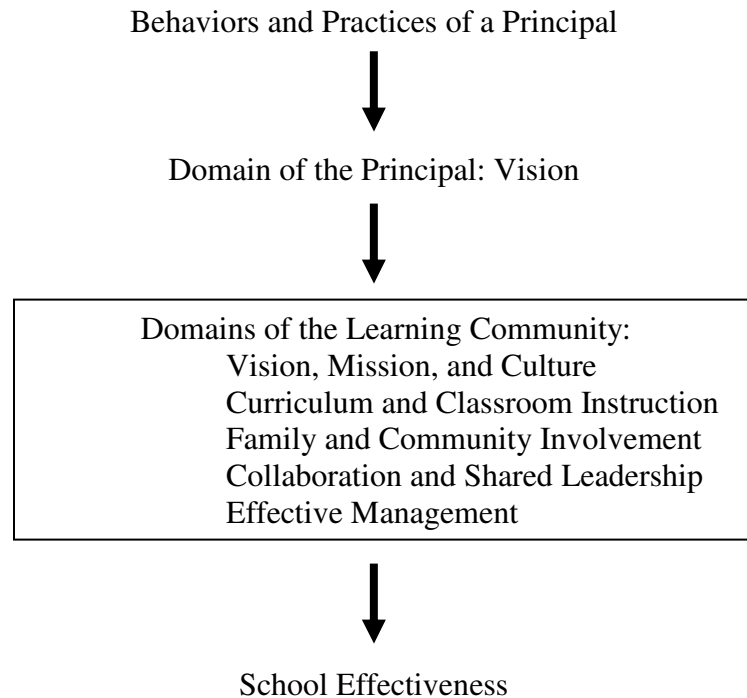 Behaviors and Practices of a Principal
Domain of the Principal: Vision
Domains of the Learning Community:
Vision, Mission, and Culture
Curriculum and Classroom Instruction
Family and Community Involvement
Collaboration and Shared Leadership
Effective Management
School Effectiveness